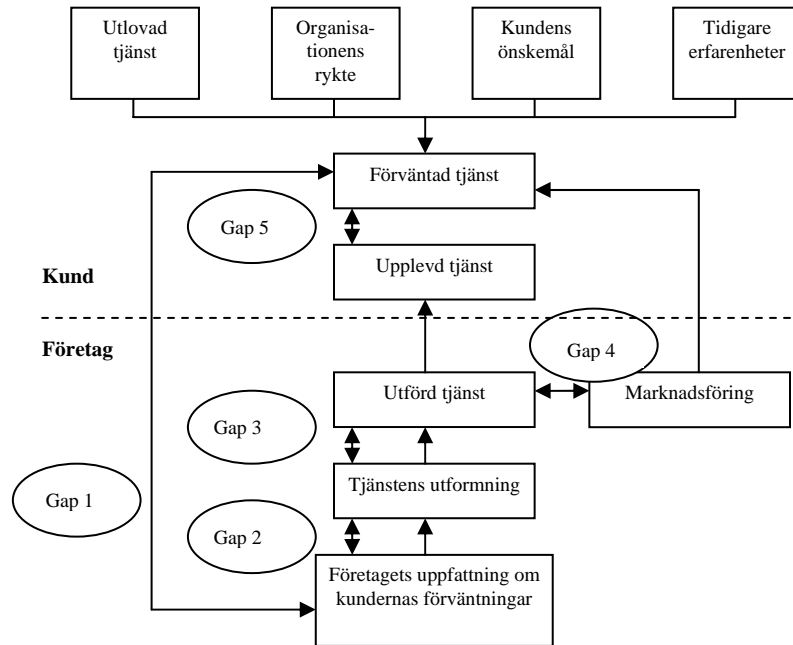 Utlovad
tjänst
Organisa-
tionens
rykte
Kundens
önskemål
Tidigare
erfarenheter
Förväntad tjänst
Gap 5
Upplevd tjänst
Kund
Företag
Gap 4
Utförd tjänst
Marknadsföring
Gap 3
Tjänstens utformning
Gap 1
Gap 2
Företagets uppfattning om
kundernas förväntningar